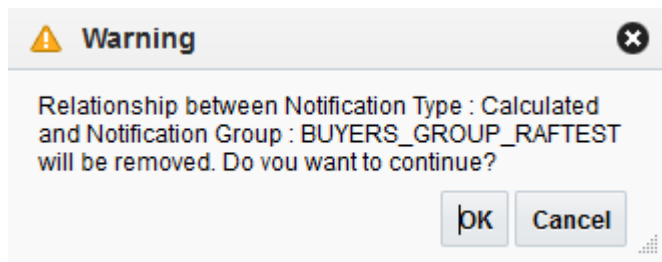 Warning
Relationship between Notification Type : Calculated
and Notification Group : BUYERS_GROUP_RAFTEST
will be removed. Do you want to continue?
OK Cancel